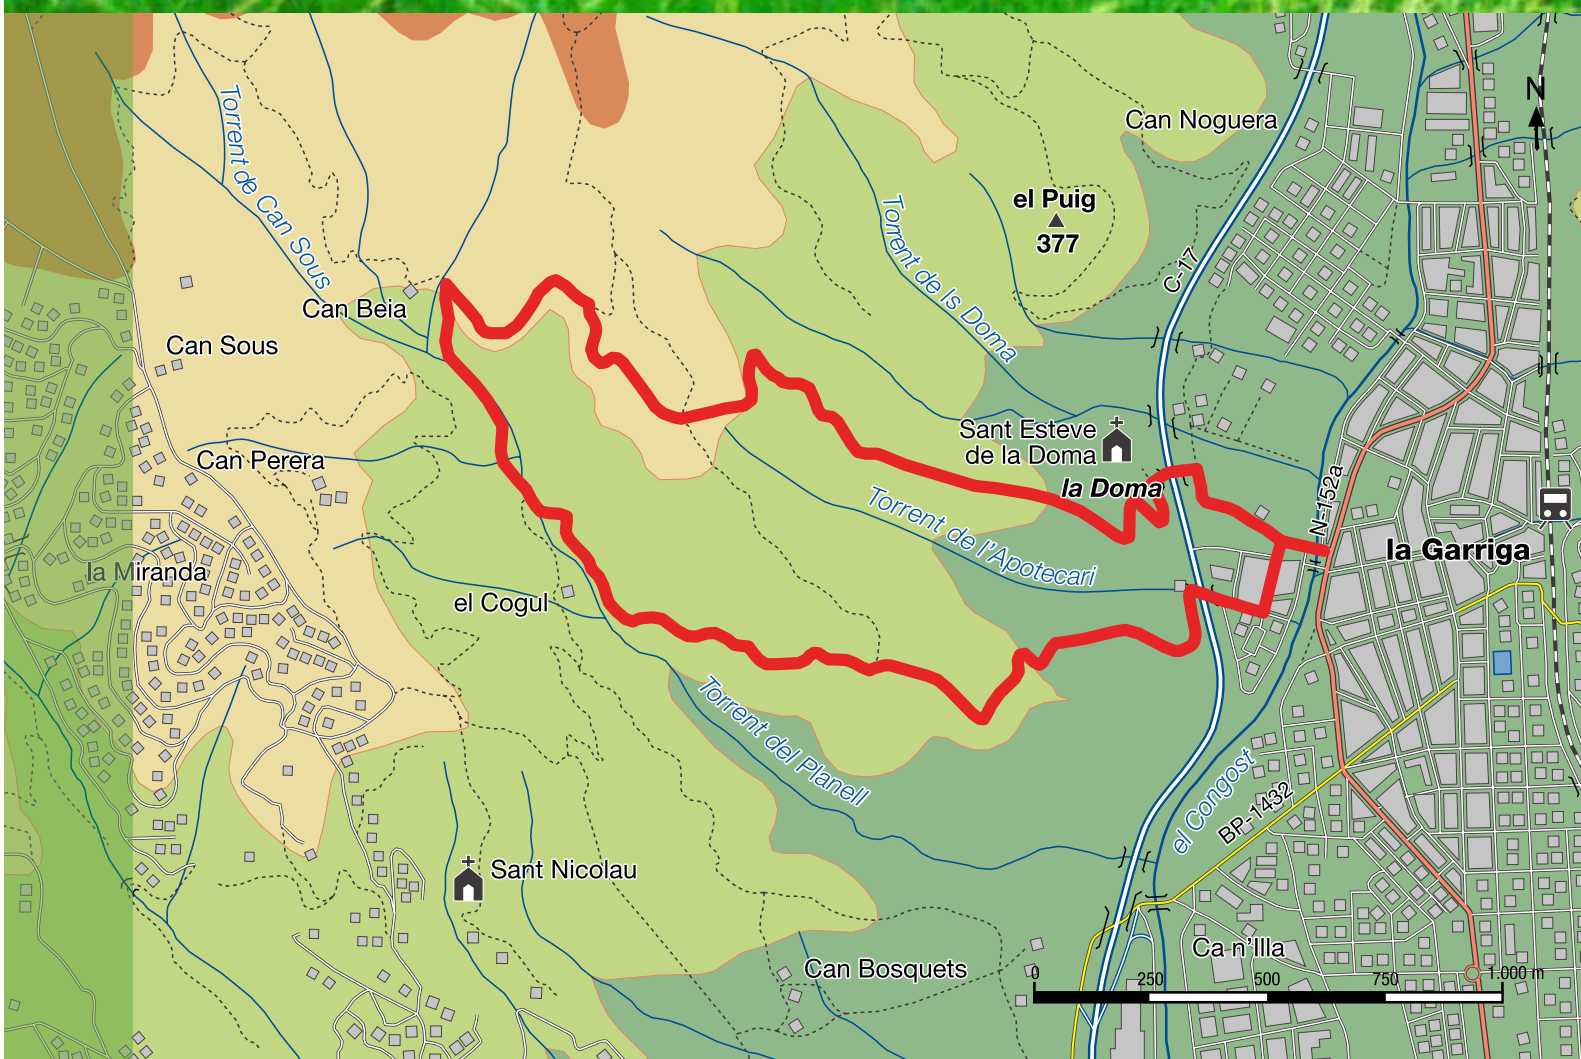 N
Can Noguera
Torrent de Can Sous
el Puig
377
Torrent de ls Doma
C-17
Can Beia
Can Sous
Sant Esteve
de la Doma
Can Perera
la Doma
N-152a
Torrent de l'Apotecari
la Garriga
la Miranda
el Cogul
Torrent del Planell
el Congost
BP-1432
Sant Nicolau
Can Bosquets
Ca n'Illa
0 250 500 750 1.000 m